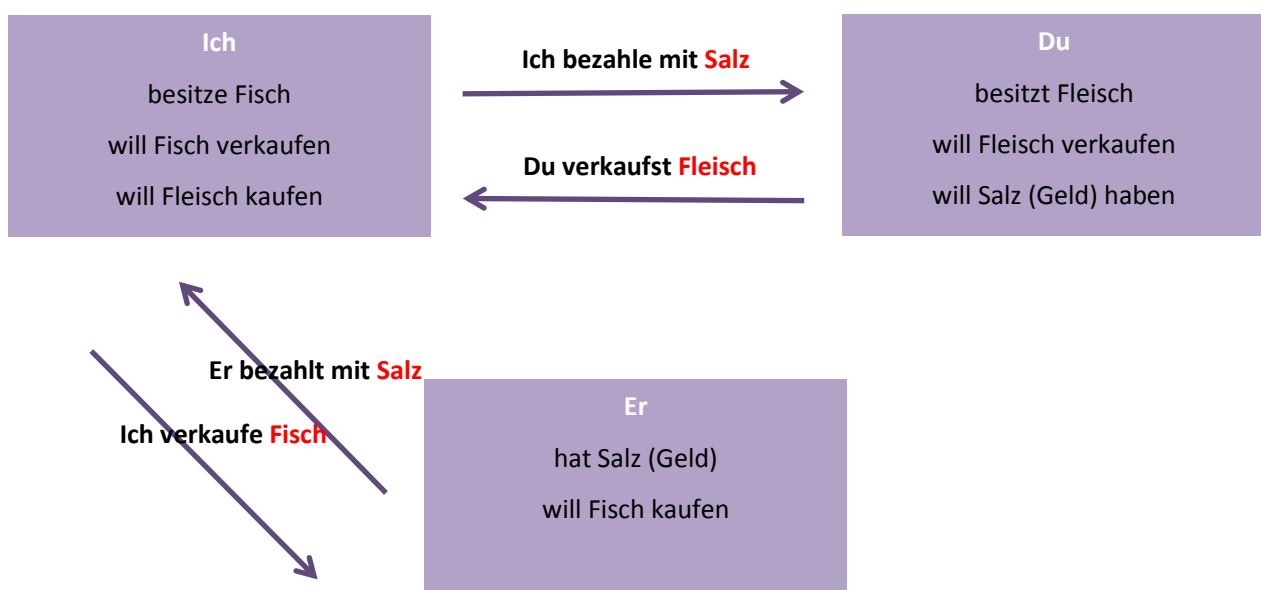 Ich
besitze Fisch
will Fisch verkaufen
will Fleisch kaufen
Ich bezahle mit Salz
Du verkaufst Fleisch
Du
besitzt Fleisch
will Fleisch verkaufen
will Salz (Geld) haben
Er bezahlt mit Salz
Ich verkaufe Fisch
Er
hat Salz (Geld)
will Fisch kaufen